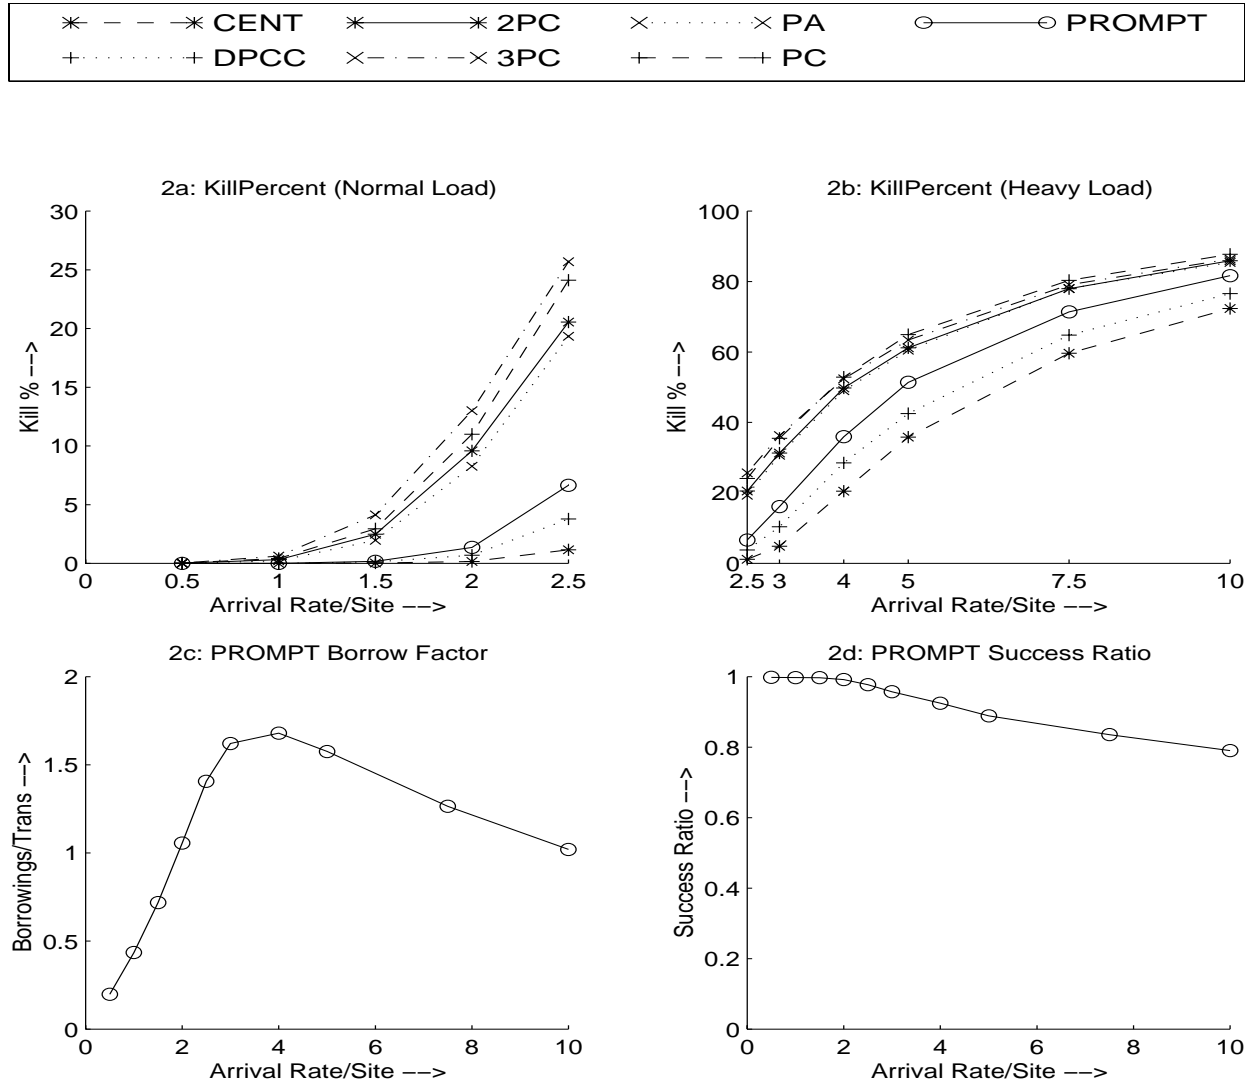 CENT 2PC PA PROMPT
DPCC 3PC PC
2a: KillPercent (Normal Load)
30
25
20
15
10
5
0
Kill % −−>
0 0.5 1 1.5 2 2.5
Arrival Rate/Site −−>
2b: KillPercent (Heavy Load)
100
80
60
40
20
0
Kill % −−>
2.5 3 4 5 7.5 10
Arrival Rate/Site −−>
2c: PROMPT Borrow Factor
2
1.5
1
0.5
0
Borrowings/Trans −−>
0 2 4 6 8 10
Arrival Rate/Site −−>
2d: PROMPT Success Ratio
1
0.8
0.6
0.4
0.2
0
Success Ratio −−>
0 2 4 6 8 10
Arrival Rate/Site −−>